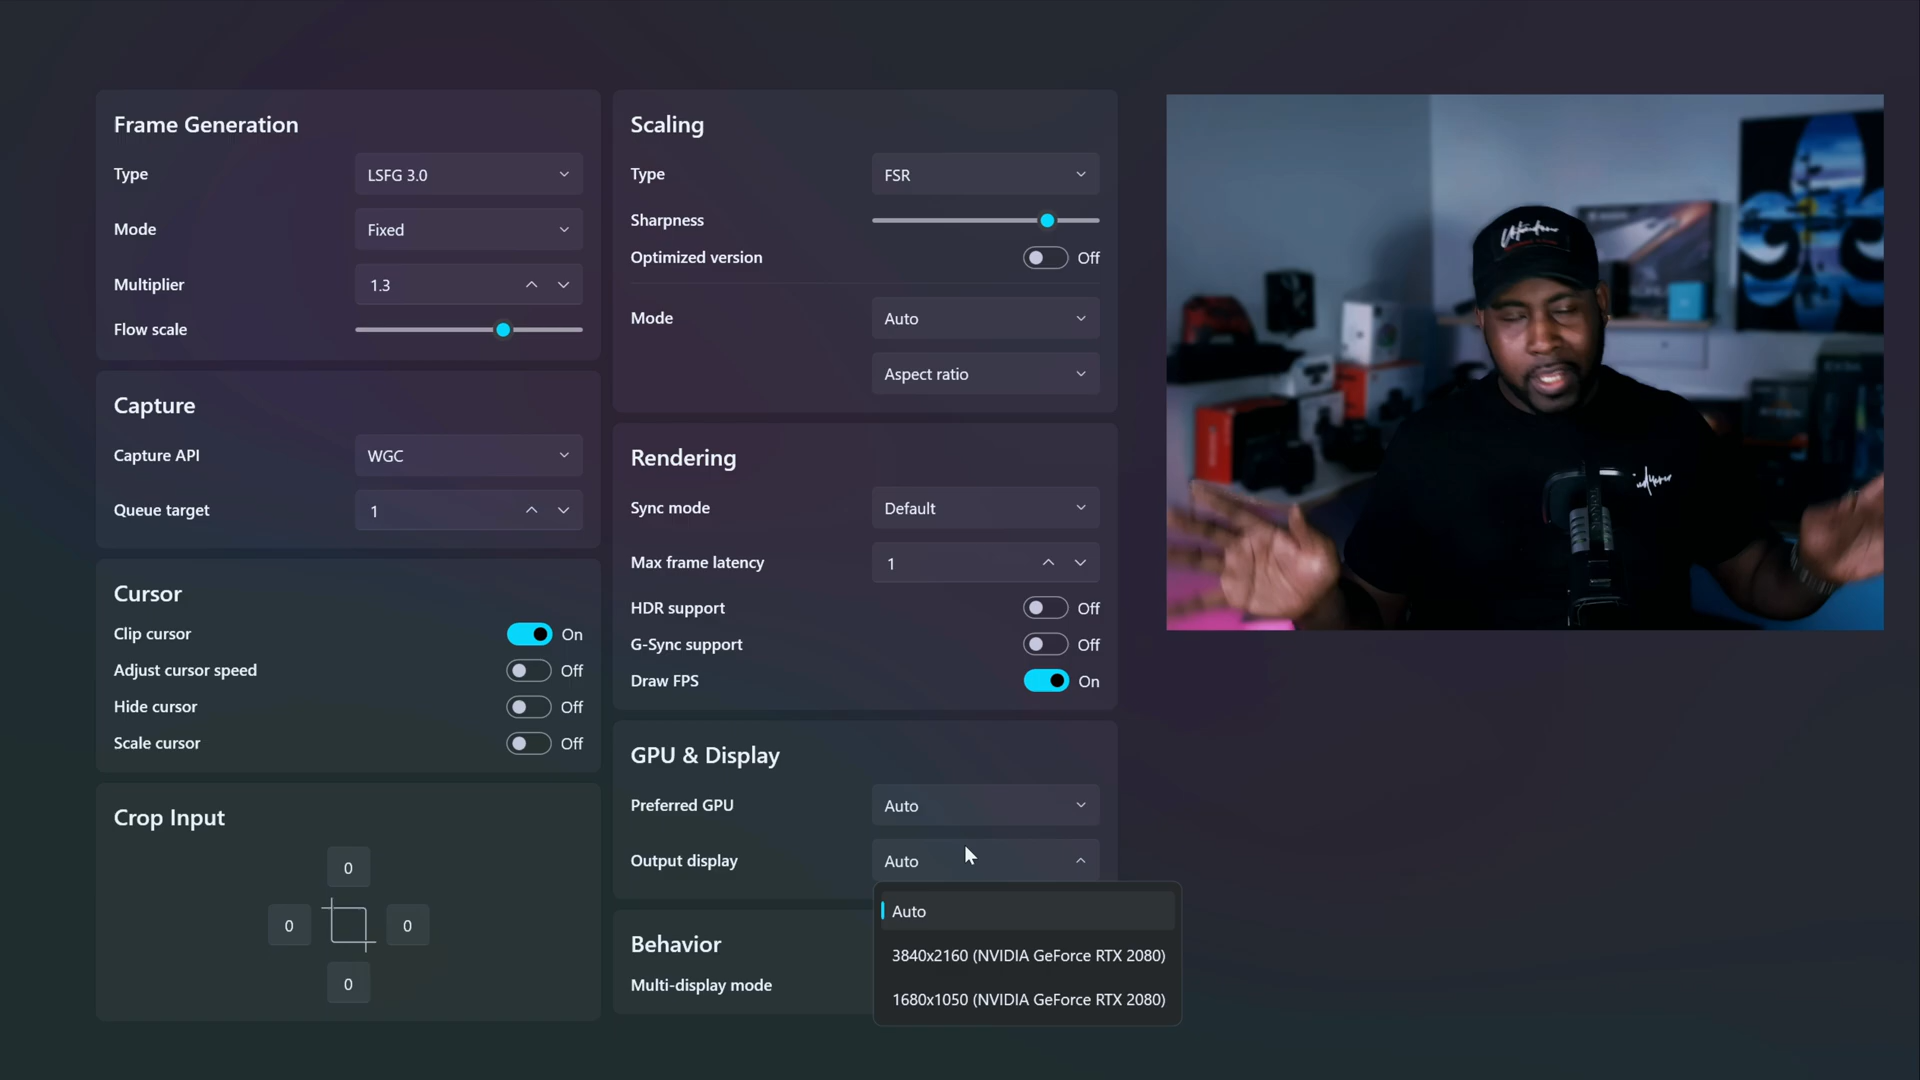 Frame Generation
Type
LSFG 3.0
Mode
Fixed
Multiplier
1.3
Flow scale
Capture
Capture API
WGC
Queue target
1
Cursor
Clip cursor
On
Adjust cursor speed
Off
Hide cursor
Off
Scale cursor
Off
Crop Input
0
0
0
0
Scaling
Type
FSR
Sharpness
Optimized version
Off
Mode
Auto
Aspect ratio
Rendering
Sync mode
Default
Max frame latency
1
HDR support
Off
G-Sync support
Off
Draw FPS
On
GPU & Display
Preferred GPU
Auto
Output display
Auto
Auto
3840x2160 (NVIDIA GeForce RTX 2080)
1680x1050 (NVIDIA GeForce RTX 2080)
Behavior
Multi-display mode